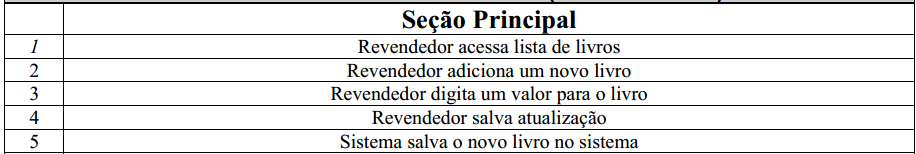 Seção Principal
1 Revendedor acessa lista de livros
2 Revendedor adiciona um novo livro
3 Revendedor digita um valor para o livro
4 Revendedor salva atualização
5 Sistema salva o novo livro no sistema